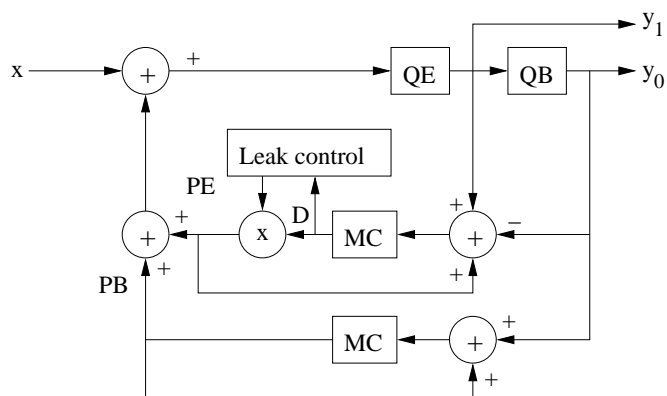 y1
x + + QE QB y0
Leak control
PE
D
+ + x MC + + −
PB + +
MC + +
+